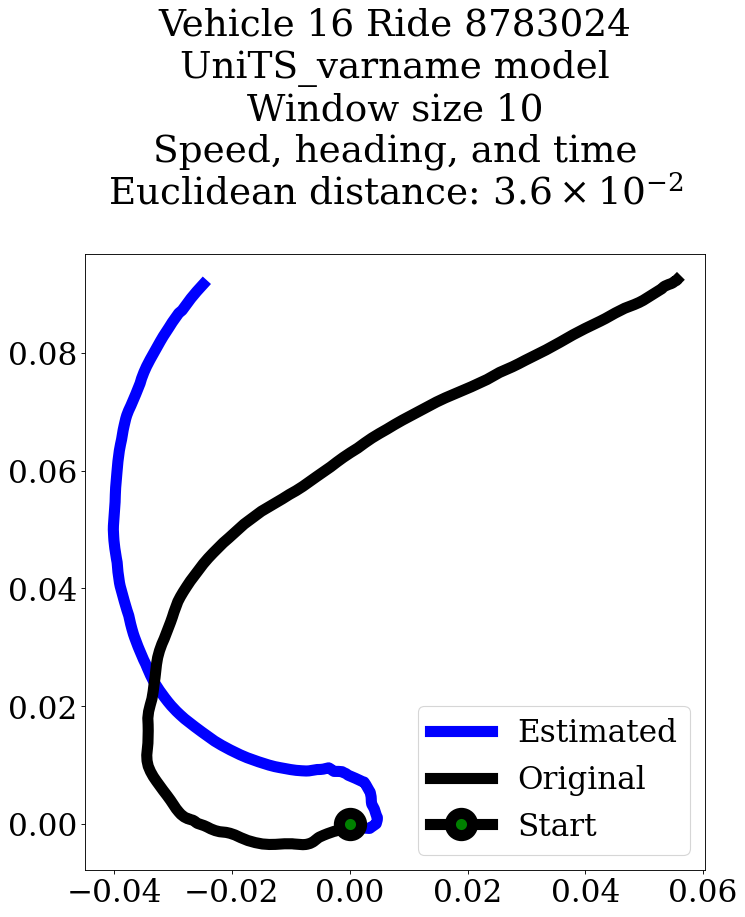 Vehicle 16 Ride 8783024
UniTS_varname model
Window size 10
Speed, heading, and time
Euclidean distance: 3.6 × 10⁻²
0.08
0.06
0.04
0.02
0.00
Estimated
Original
Start
−0.04 −0.02 0.00 0.02 0.04 0.06